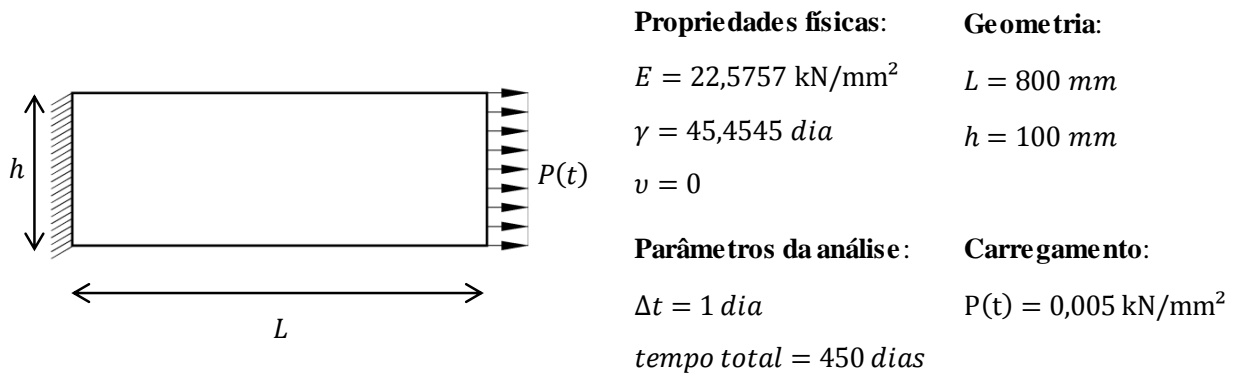 h
P(t)
L
Propriedades físicas:
E = 22,5757 kN/mm²
γ = 45,4545 dia
υ = 0
Geometria:
L = 800 mm
h = 100 mm
Parâmetros da análise:
Δt = 1 dia
tempo total = 450 dias
Carregamento:
P(t) = 0,005 kN/mm²